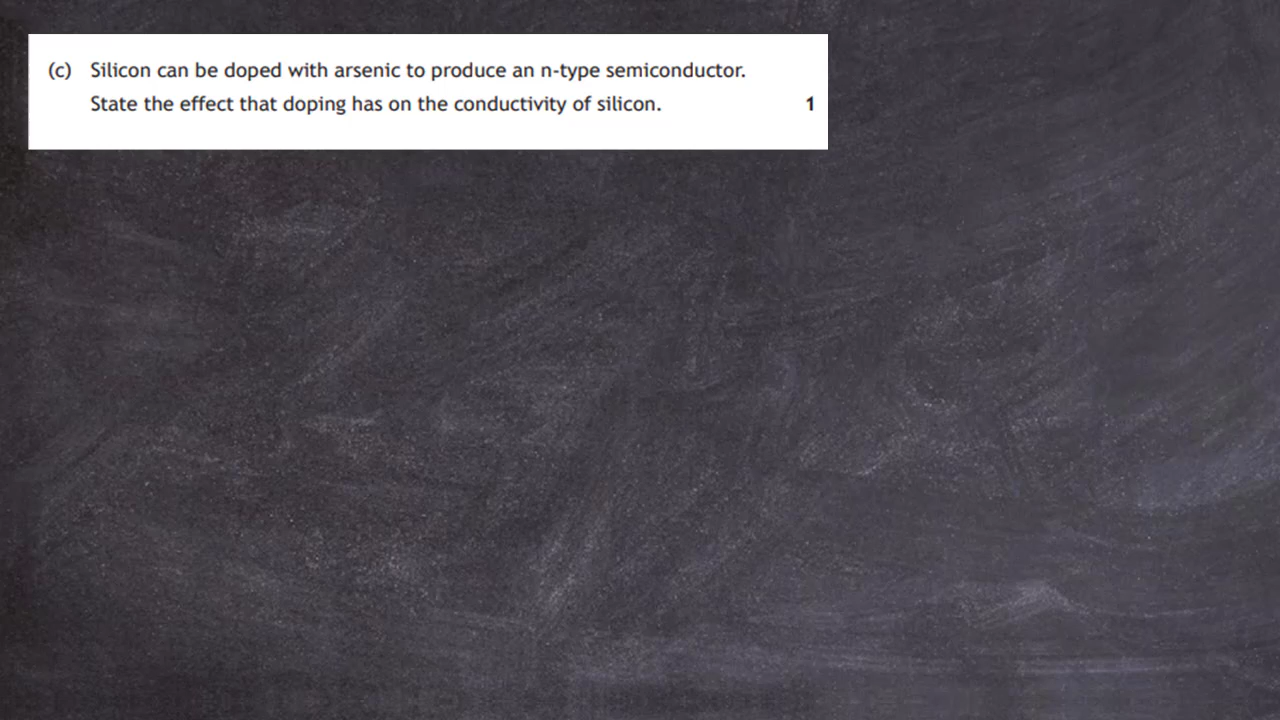 (c) Silicon can be doped with arsenic to produce an n-type semiconductor.
State the effect that doping has on the conductivity of silicon. 1